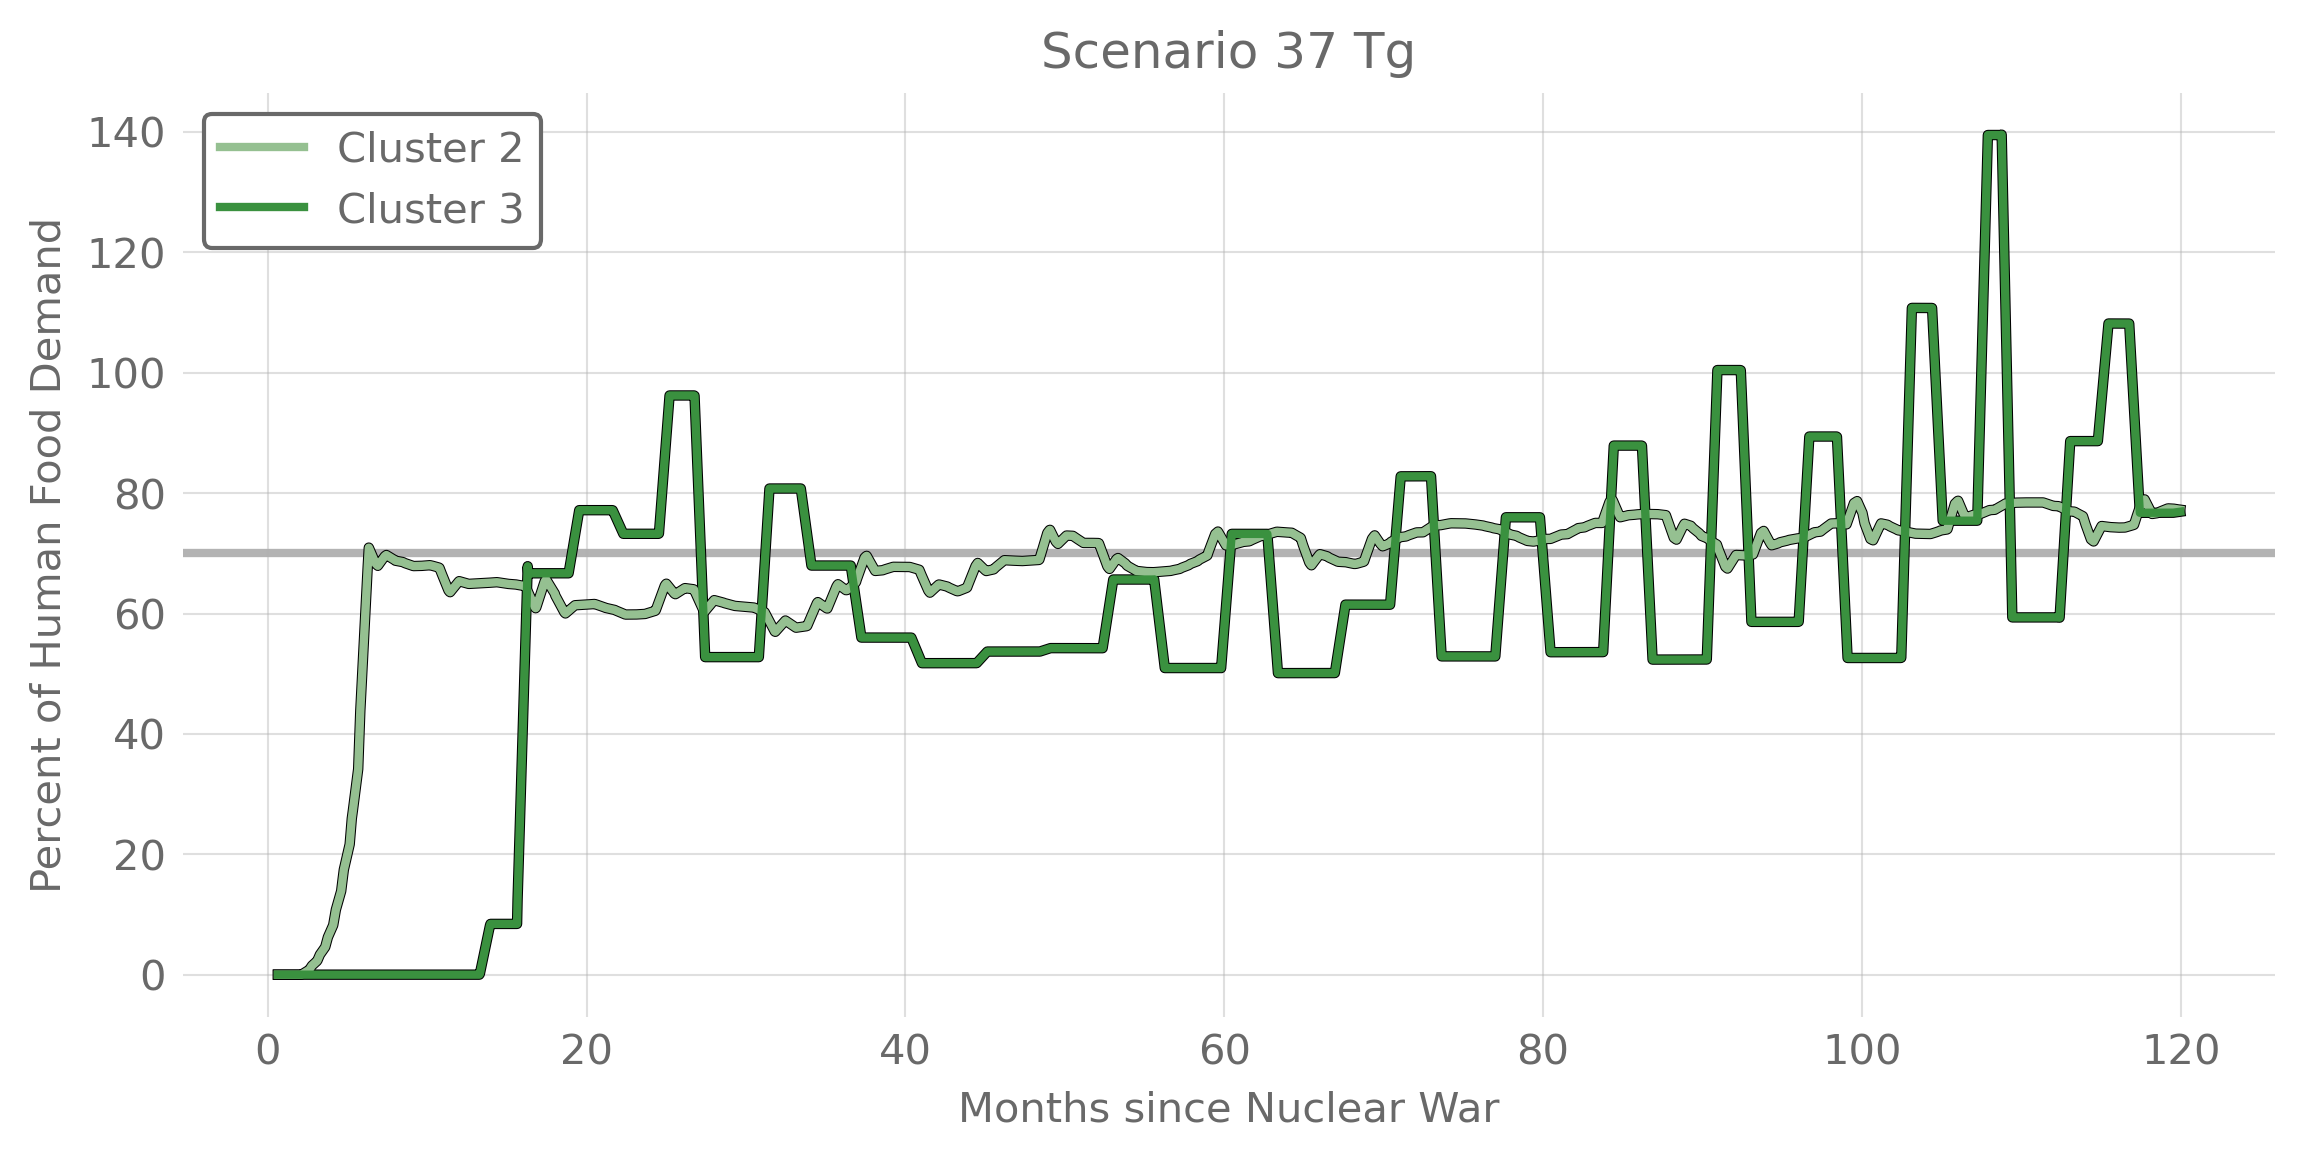 Scenario 37 Tg
Cluster 2
Cluster 3
Percent of Human Food Demand
140
120
100
80
60
40
20
0
0 20 40 60 80 100 120
Months since Nuclear War